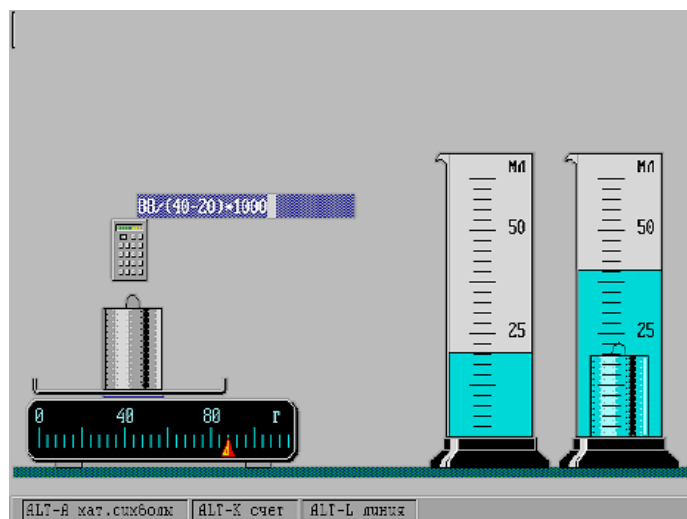 мл мл
88/(40-20)*1000
50 50
25 25
0 40 80 г
ALT-A мат.символы ALT-K счет ALT-L линия